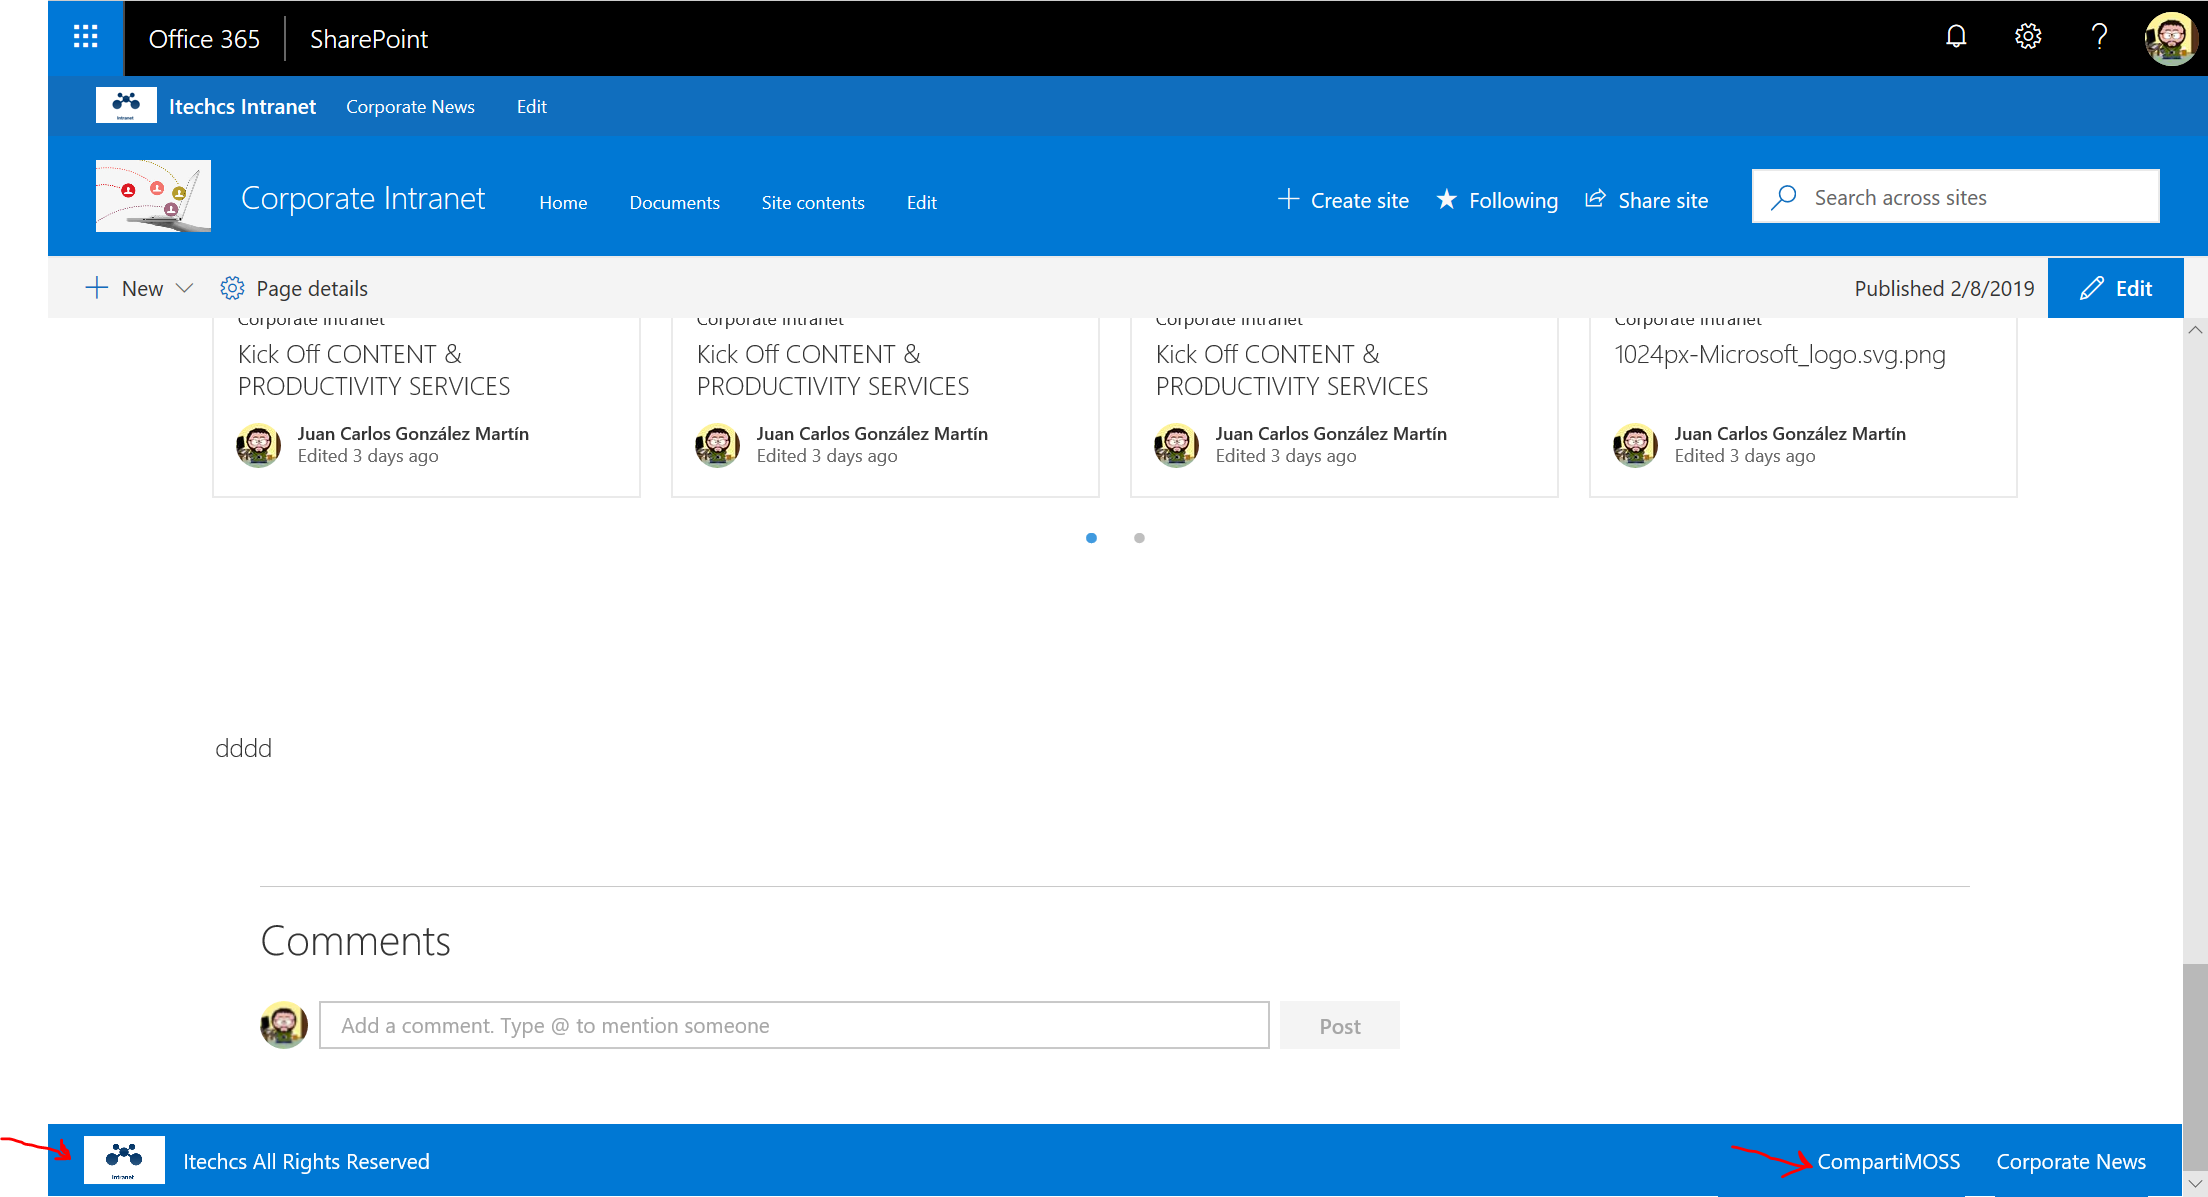 Office 365 SharePoint
Intranet
Itechcs Intranet Corporate News Edit
Corporate Intranet Home Documents Site contents Edit Create site Following Share site Search across sites
New Page details Published 2/8/2019 Edit
Corporate Intranet Corporate Intranet Corporate Intranet Corporate Intranet
Kick Off CONTENT &
PRODUCTIVITY SERVICES
Juan Carlos González Martín
Edited 3 days ago
Kick Off CONTENT &
PRODUCTIVITY SERVICES
Juan Carlos González Martín
Edited 3 days ago
Kick Off CONTENT &
PRODUCTIVITY SERVICES
Juan Carlos González Martín
Edited 3 days ago
1024px-Microsoft_logo.svg.png
Juan Carlos González Martín
Edited 3 days ago
dddd
Comments
Add a comment. Type @ to mention someone Post
Intranet
Itechcs All Rights Reserved CompartiMOSS Corporate News